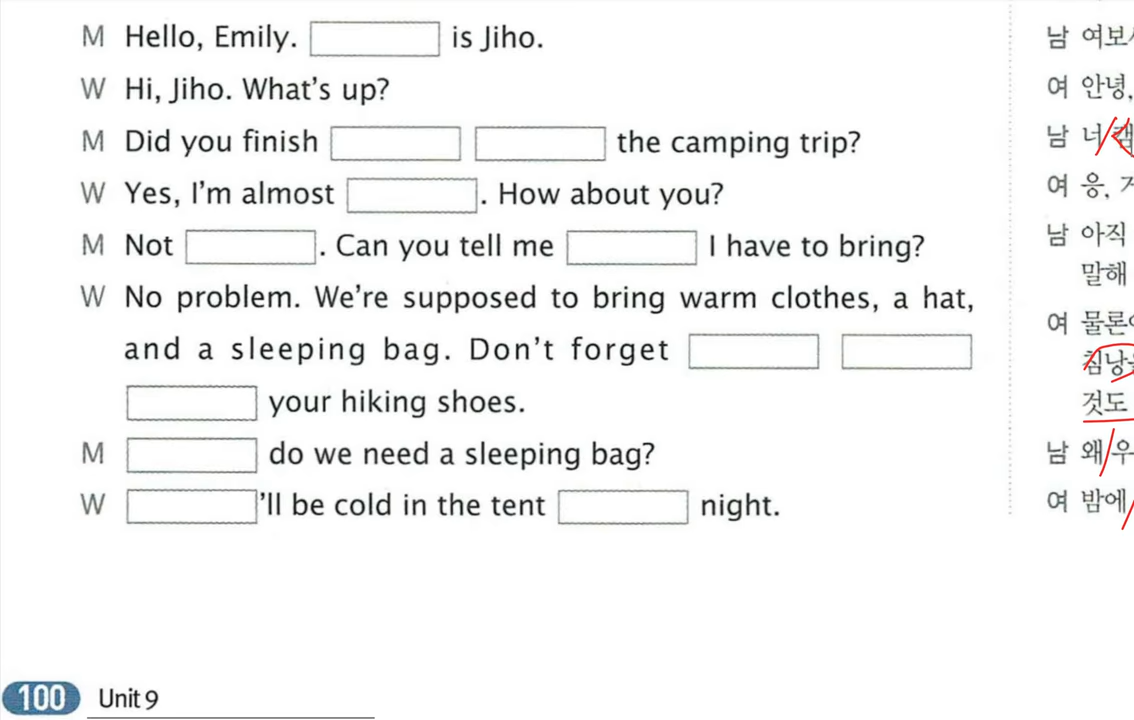 M Hello, Emily. is Jiho.
W Hi, Jiho. What's up?
M Did you finish the camping trip?
W Yes, I'm almost . How about you?
M Not . Can you tell me I have to bring?
W No problem. We're supposed to bring warm clothes, a hat,
and a sleeping bag. Don't forget
your hiking shoes.
M do we need a sleeping bag?
W 'll be cold in the tent night.
남 여보
여 안녕,
남 너
여 응,
남 아직
말해
여 물론
침낭
것도
남 왜
여 밤에
100 Unit 9